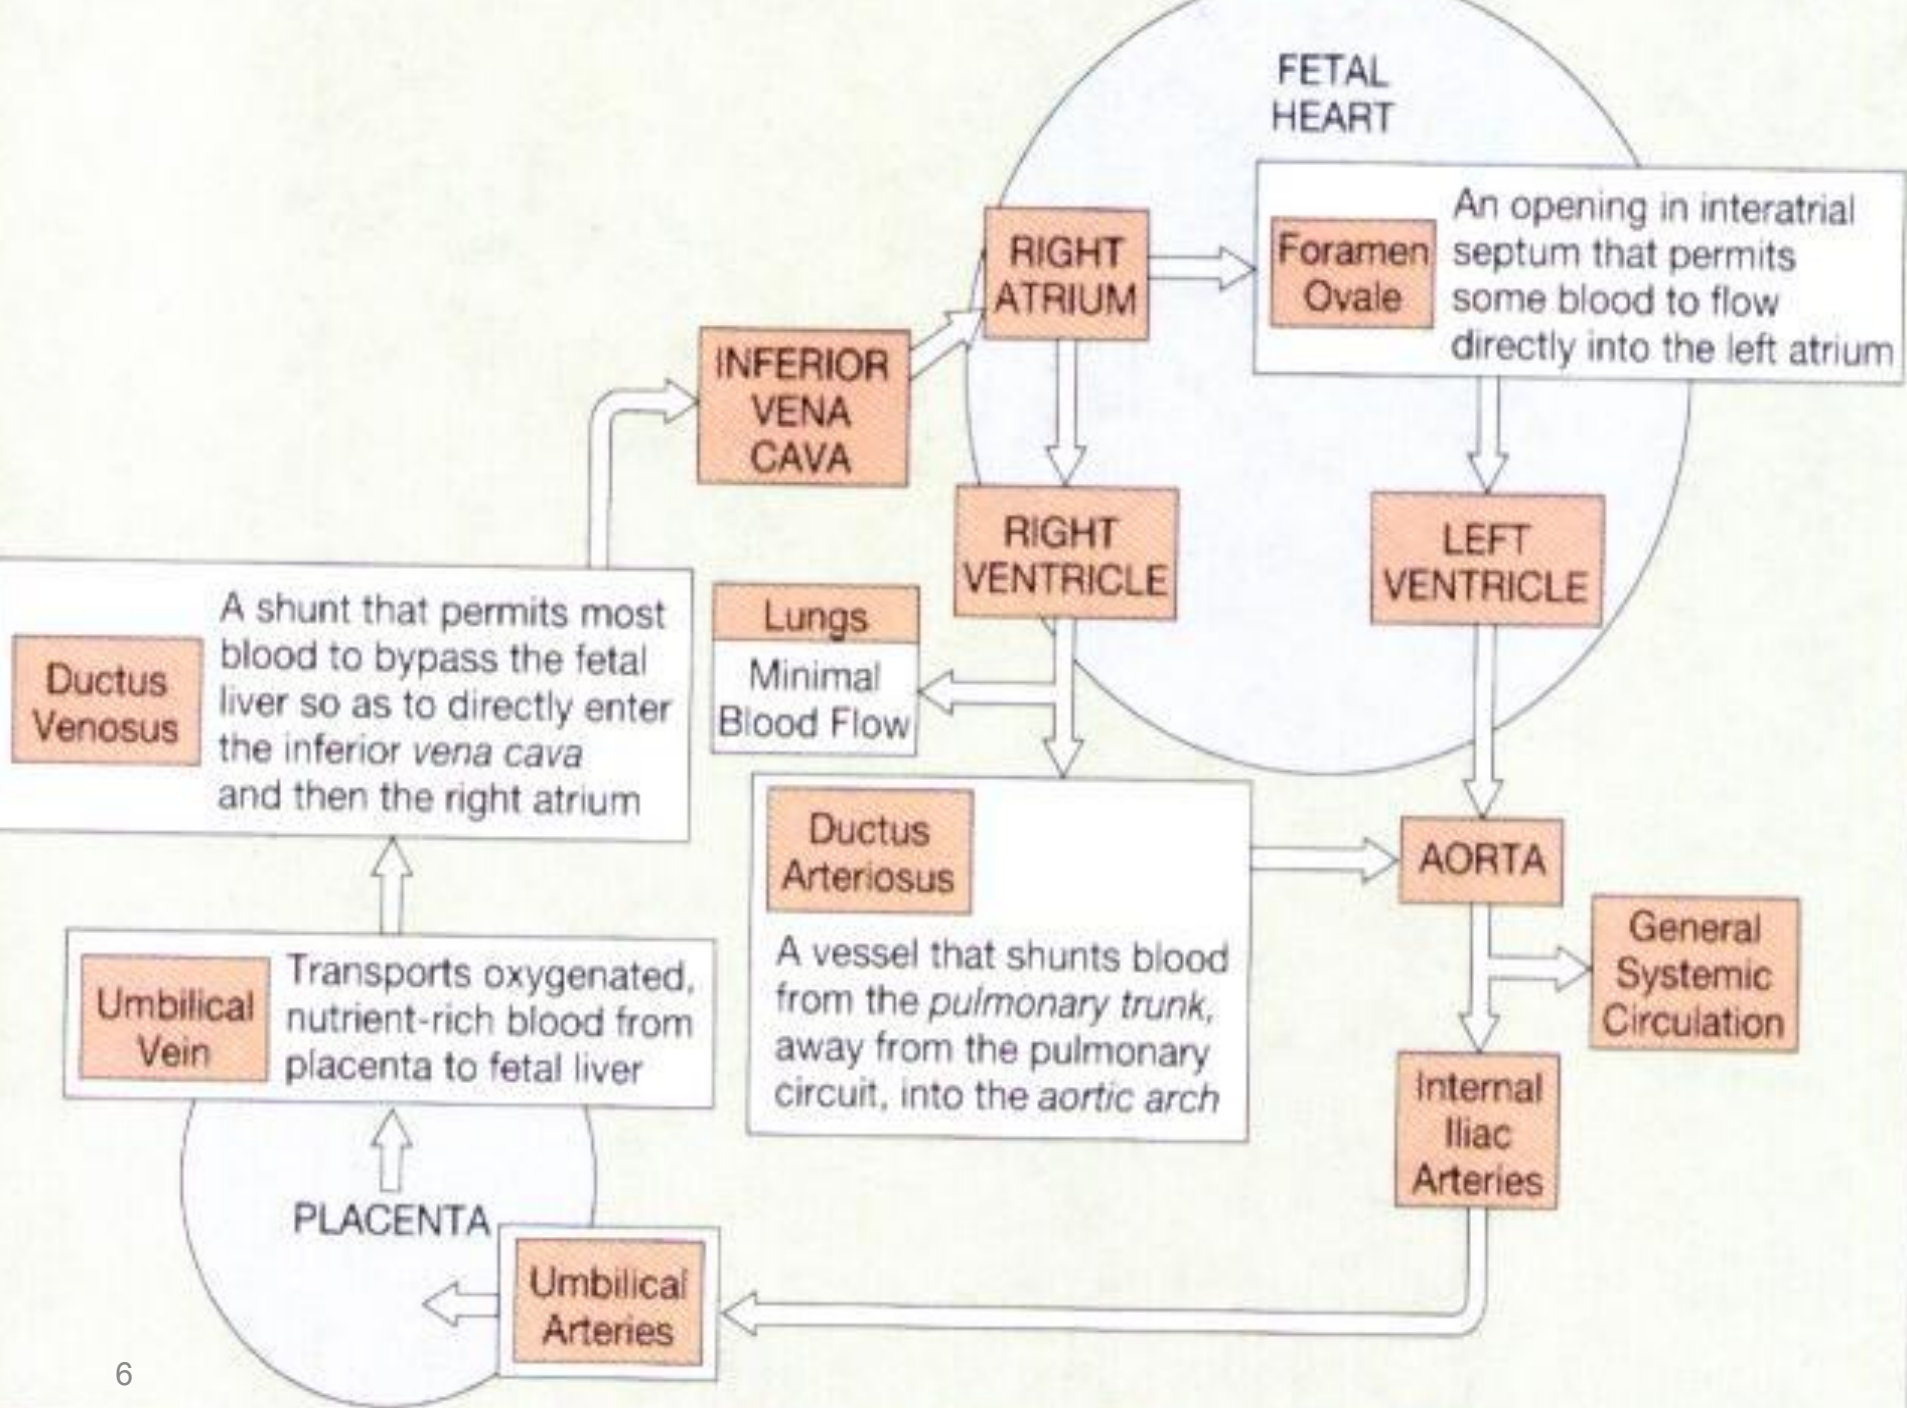 FETAL
HEART
RIGHT
ATRIUM
Foramen
Ovale
An opening in interatrial
septum that permits
some blood to flow
directly into the left atrium
INFERIOR
VENA
CAVA
RIGHT
VENTRICLE
LEFT
VENTRICLE
Lungs
Minimal
Blood Flow
Ductus
Venosus
A shunt that permits most
blood to bypass the fetal
liver so as to directly enter
the inferior vena cava
and then the right atrium
Ductus
Arteriosus
A vessel that shunts blood
from the pulmonary trunk,
away from the pulmonary
circuit, into the aortic arch
AORTA
General
Systemic
Circulation
Umbilical
Vein
Transports oxygenated,
nutrient-rich blood from
placenta to fetal liver
Internal
Iliac
Arteries
PLACENTA
Umbilical
Arteries
6